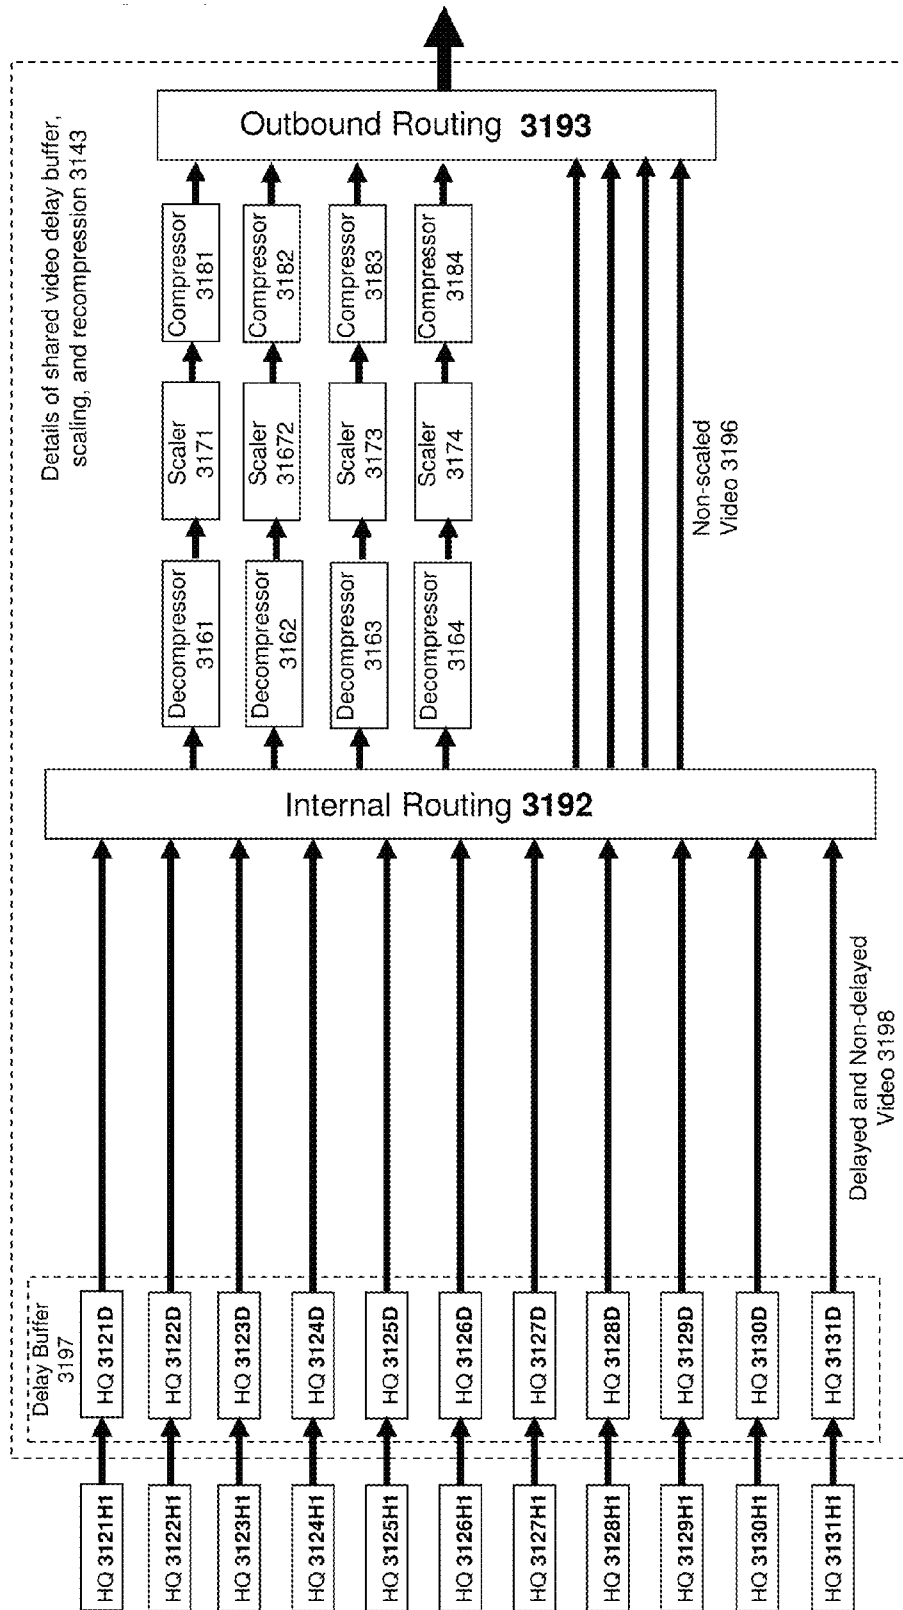 Outbound Routing 3193
Details of shared video delay buffer,
scaling, and recompression 3143
Compressor
3181
Compressor
3182
Compressor
3183
Compressor
3184
Scaler
3171
Scaler
31672
Scaler
3173
Scaler
3174
Non-scaled
Video 3196
Decompressor
3161
Decompressor
3162
Decompressor
3163
Decompressor
3164
Internal Routing 3192
Delayed and Non-delayed
Video 3198
Delay Buffer
3197
HQ 3121D
HQ 3122D
HQ 3123D
HQ 3124D
HQ 3125D
HQ 3126D
HQ 3127D
HQ 3128D
HQ 3129D
HQ 3130D
HQ 3131D
HQ 3121H1
HQ 3122H1
HQ 3123H1
HQ 3124H1
HQ 3125H1
HQ 3126H1
HQ 3127H1
HQ 3128H1
HQ 3129H1
HQ 3130H1
HQ 3131H1